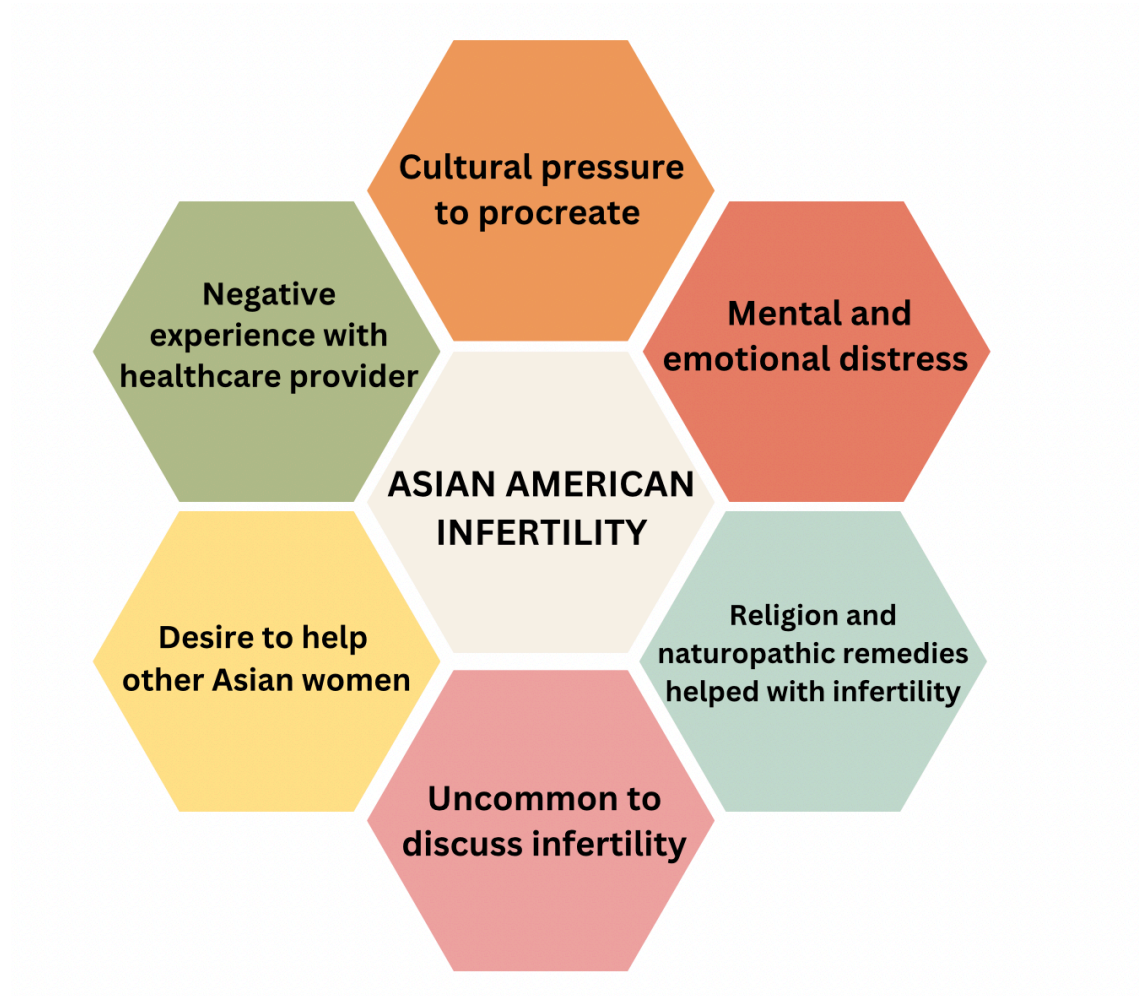 Cultural pressure
to procreate
Negative
experience with
healthcare provider
Mental and
emotional distress
ASIAN AMERICAN
INFERTILITY
Desire to help
other Asian women
Religion and
naturopathic remedies
helped with infertility
Uncommon to
discuss infertility